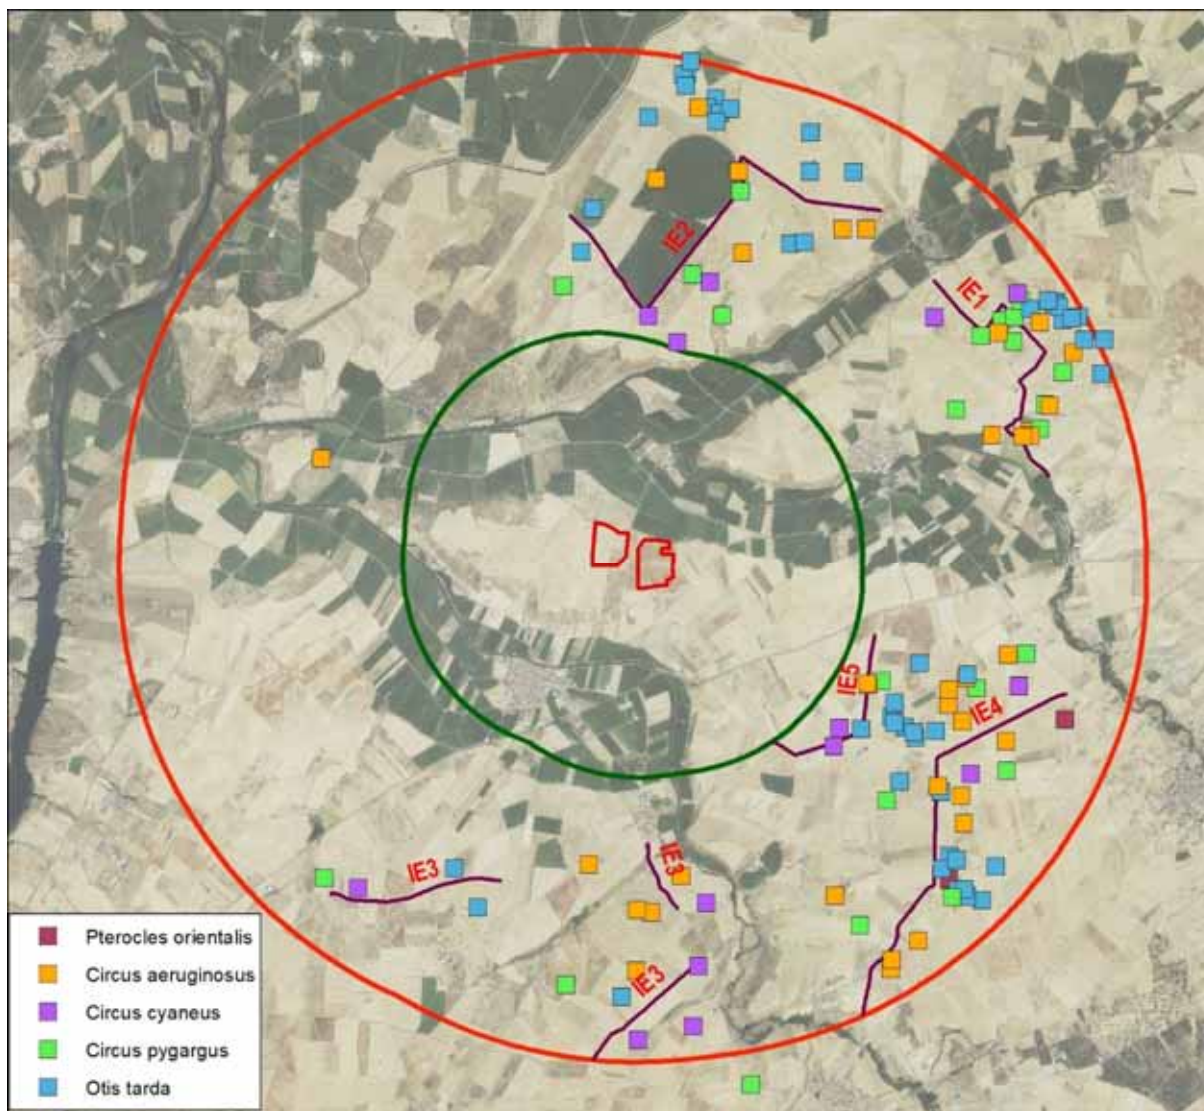 IE2
IE1
IE5
IE4
IE3
IE3
IE3
Pterocles orientalis
Circus aeruginosus
Circus cyaneus
Circus pygargus
Otis tarda